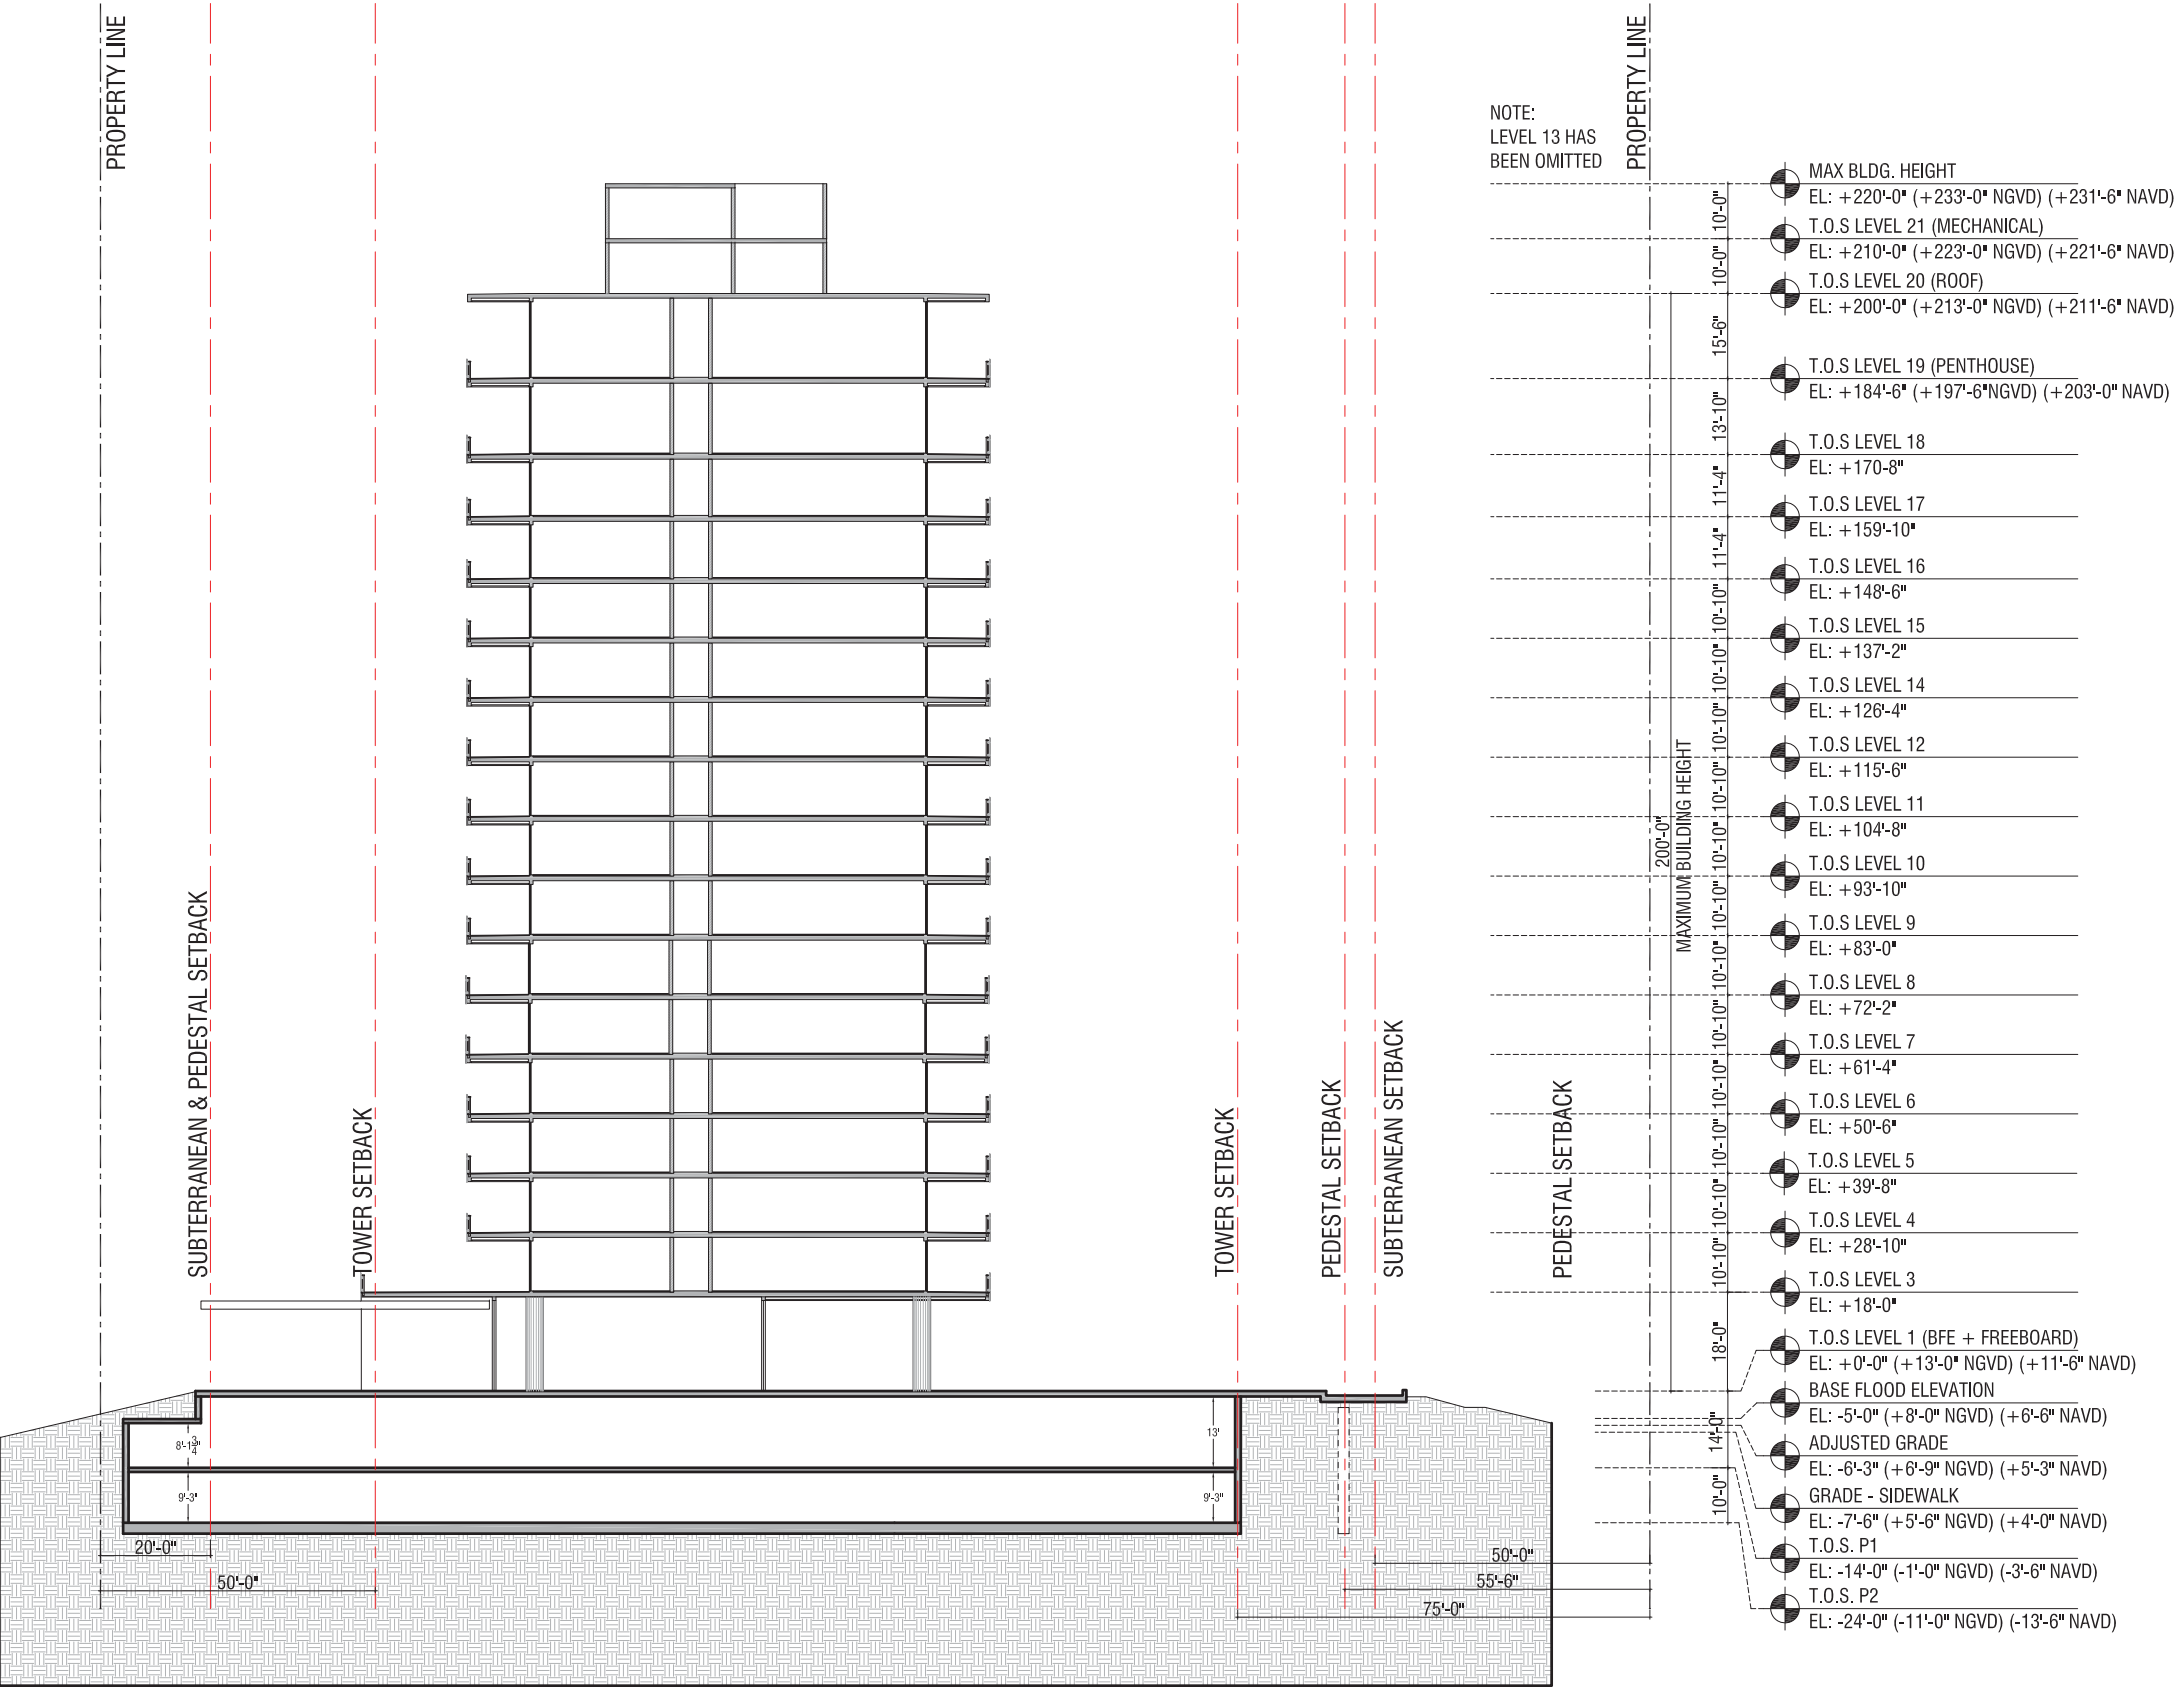 PROPERTY LINE
PROPERTY LINE
NOTE:
LEVEL 13 HAS
BEEN OMITTED
MAX BLDG. HEIGHT
EL: +220'-0" (+233'-0" NGVD) (+231'-6" NAVD)
10'-0"
T.O.S LEVEL 21 (MECHANICAL)
EL: +210'-0" (+223'-0" NGVD) (+221'-6" NAVD)
10'-0"
T.O.S LEVEL 20 (ROOF)
EL: +200'-0" (+213'-0" NGVD) (+211'-6" NAVD)
15'-6"
T.O.S LEVEL 19 (PENTHOUSE)
EL: +184'-6" (+197'-6"NGVD) (+203'-0" NAVD)
13'-10"
T.O.S LEVEL 18
EL: +170-8"
11'-4"
T.O.S LEVEL 17
EL: +159'-10"
11'-4"
T.O.S LEVEL 16
EL: +148'-6"
10'-10"
T.O.S LEVEL 15
EL: +137'-2"
10'-10"
T.O.S LEVEL 14
EL: +126'-4"
10'-10"
T.O.S LEVEL 12
EL: +115'-6"
10'-10"
T.O.S LEVEL 11
EL: +104'-8"
10'-10"
T.O.S LEVEL 10
EL: +93'-10"
10'-10"
T.O.S LEVEL 9
EL: +83'-0"
10'-10"
T.O.S LEVEL 8
EL: +72'-2"
10'-10"
T.O.S LEVEL 7
EL: +61'-4"
10'-10"
T.O.S LEVEL 6
EL: +50'-6"
10'-10"
T.O.S LEVEL 5
EL: +39'-8"
10'-10"
T.O.S LEVEL 4
EL: +28'-10"
10'-10"
T.O.S LEVEL 3
EL: +18'-0"
18'-0"
T.O.S LEVEL 1 (BFE + FREEBOARD)
EL: +0'-0" (+13'-0" NGVD) (+11'-6" NAVD)
BASE FLOOD ELEVATION
EL: -5'-0" (+8'-0" NGVD) (+6'-6" NAVD)
14'-0"
ADJUSTED GRADE
EL: -6'-3" (+6'-9" NGVD) (+5'-3" NAVD)
10'-0"
GRADE - SIDEWALK
EL: -7'-6" (+5'-6" NGVD) (+4'-0" NAVD)
T.O.S. P1
EL: -14'-0" (-1'-0" NGVD) (-3'-6" NAVD)
T.O.S. P2
EL: -24'-0" (-11'-0" NGVD) (-13'-6" NAVD)
200'-0"
MAXIMUM BUILDING HEIGHT
SUBTERRANEAN & PEDESTAL SETBACK
TOWER SETBACK
TOWER SETBACK
PEDESTAL SETBACK
SUBTERRANEAN SETBACK
PEDESTAL SETBACK
8'-1¾"
13'
9'-3"
9'-3"
20'-0"
50'-0"
50'-0"
55'-6"
75'-0"